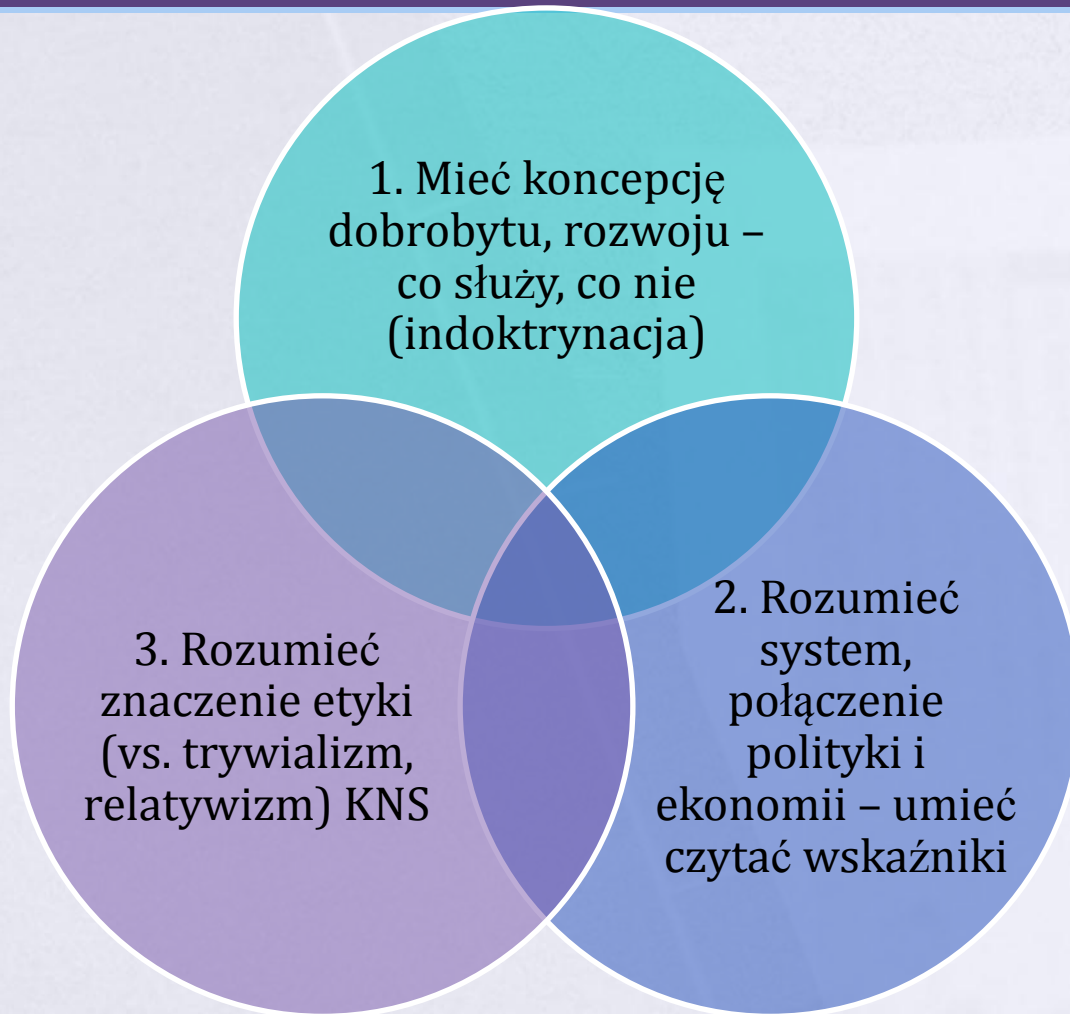 1. Mieć koncepcję
dobrobytu, rozwoju –
co służy, co nie
(indoktrynacja)
2. Rozumieć
system,
połączenie
polityki i
ekonomii – umieć
czytać wskaźniki
3. Rozumieć
znaczenie etyki
(vs. trywializm,
relatywizm) KNS